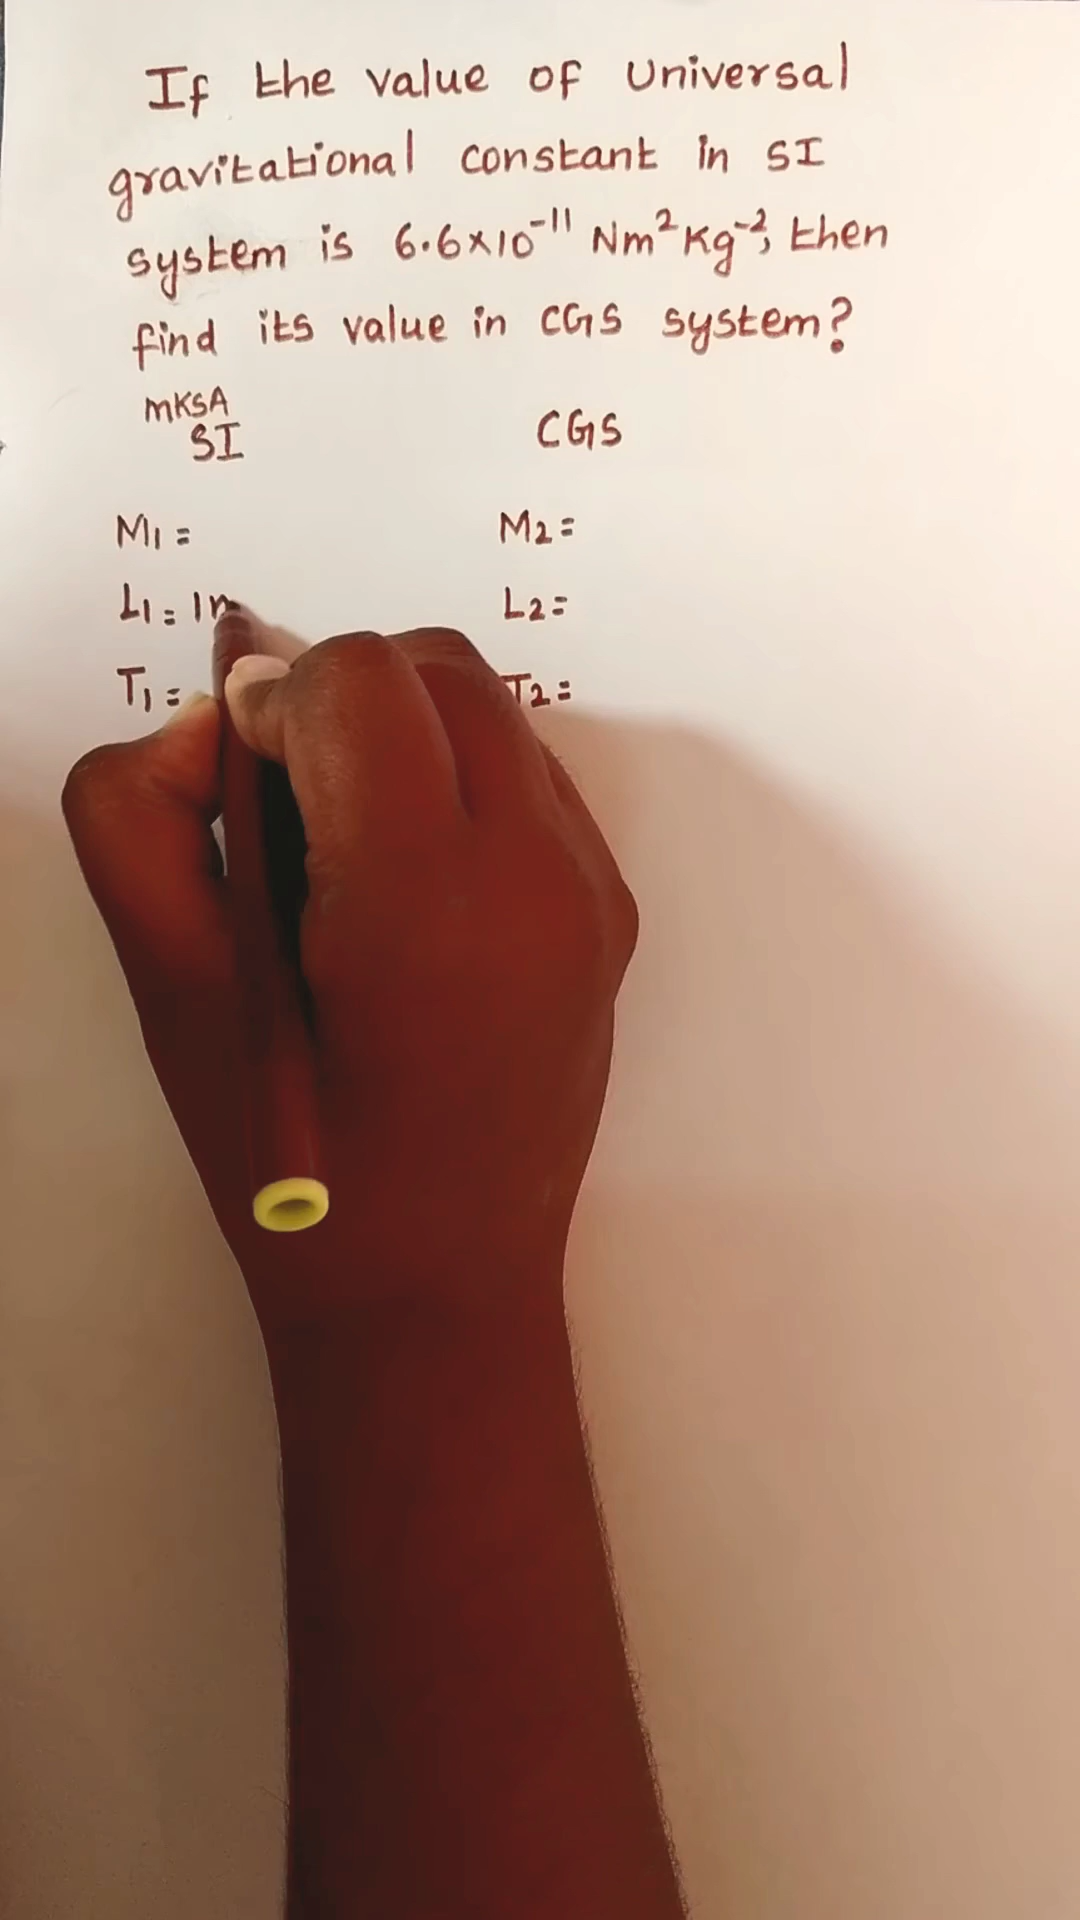 If the value of universal
gravitational constant in SI
system is 6.6×10⁻¹¹ Nm²Kg⁻², then
find its value in CGS system?
MKSA
SI CGS
M₁ = M₂ =
L₁ = 1m L₂ =
T₁ = T₂ =